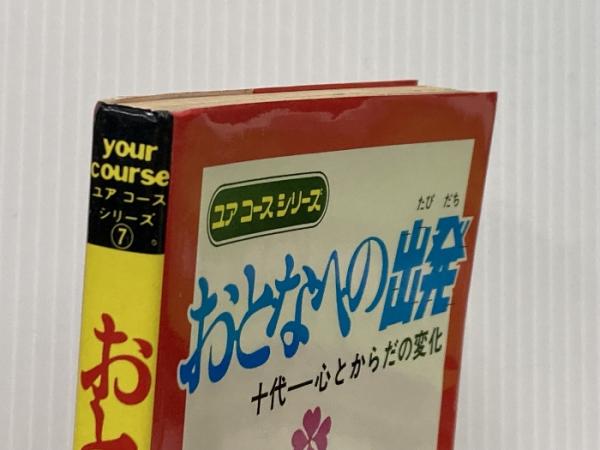 your
course
ユア コース
シリーズ
⑦
おと
ユア コースシリーズ
たび だち
おとなへの出発
十代―心とからだの変化